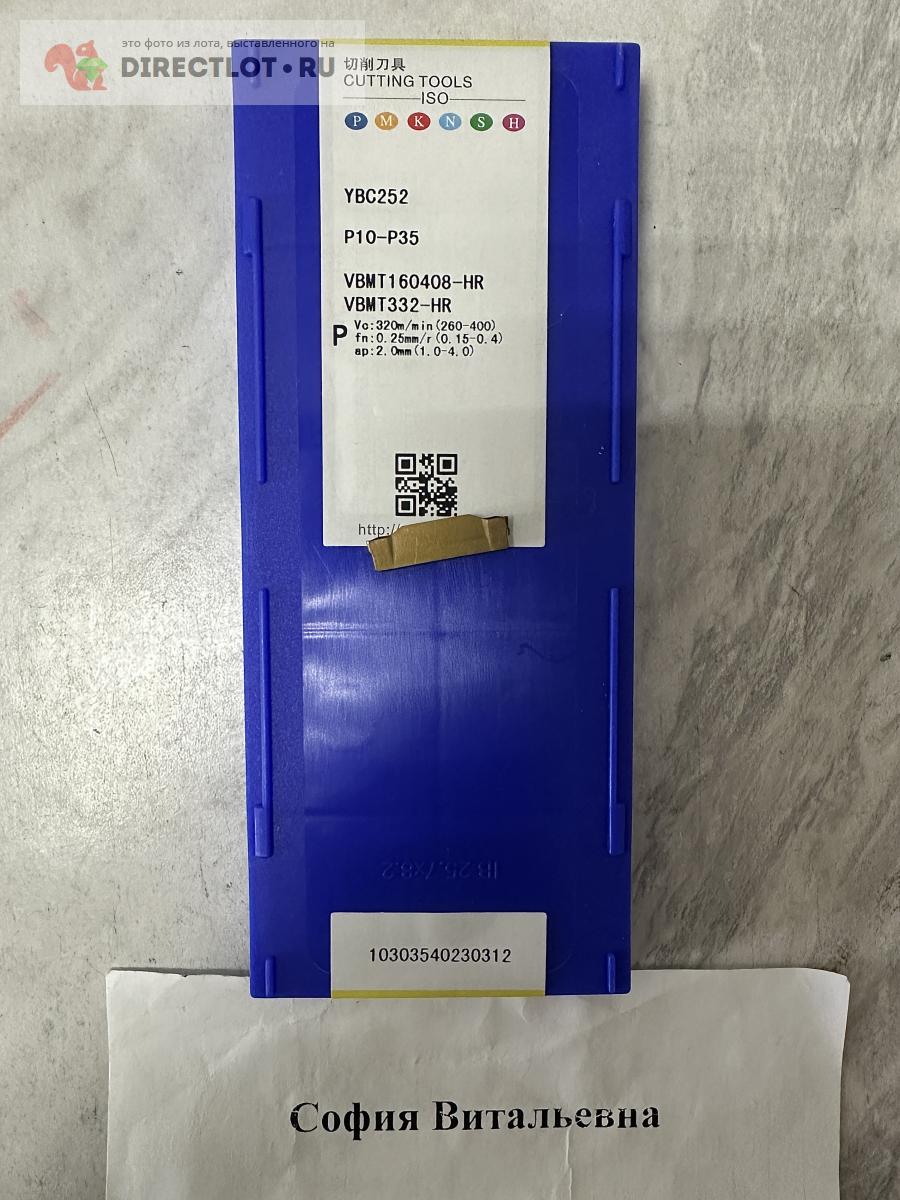 это фото из лота, выставленного на
DIRECTLOT•RU
切削刀具
CUTTING TOOLS
ISO
P M K N S H
YBC252
P10-P35
VBMT160408-HR
VBMT332-HR
P
Vc:320m/min(260-400)
fn:0.25mm/r(0.15-0.4)
ap:2.0mm(1.0-4.0)
http:/
10303540230312
София Витальевна